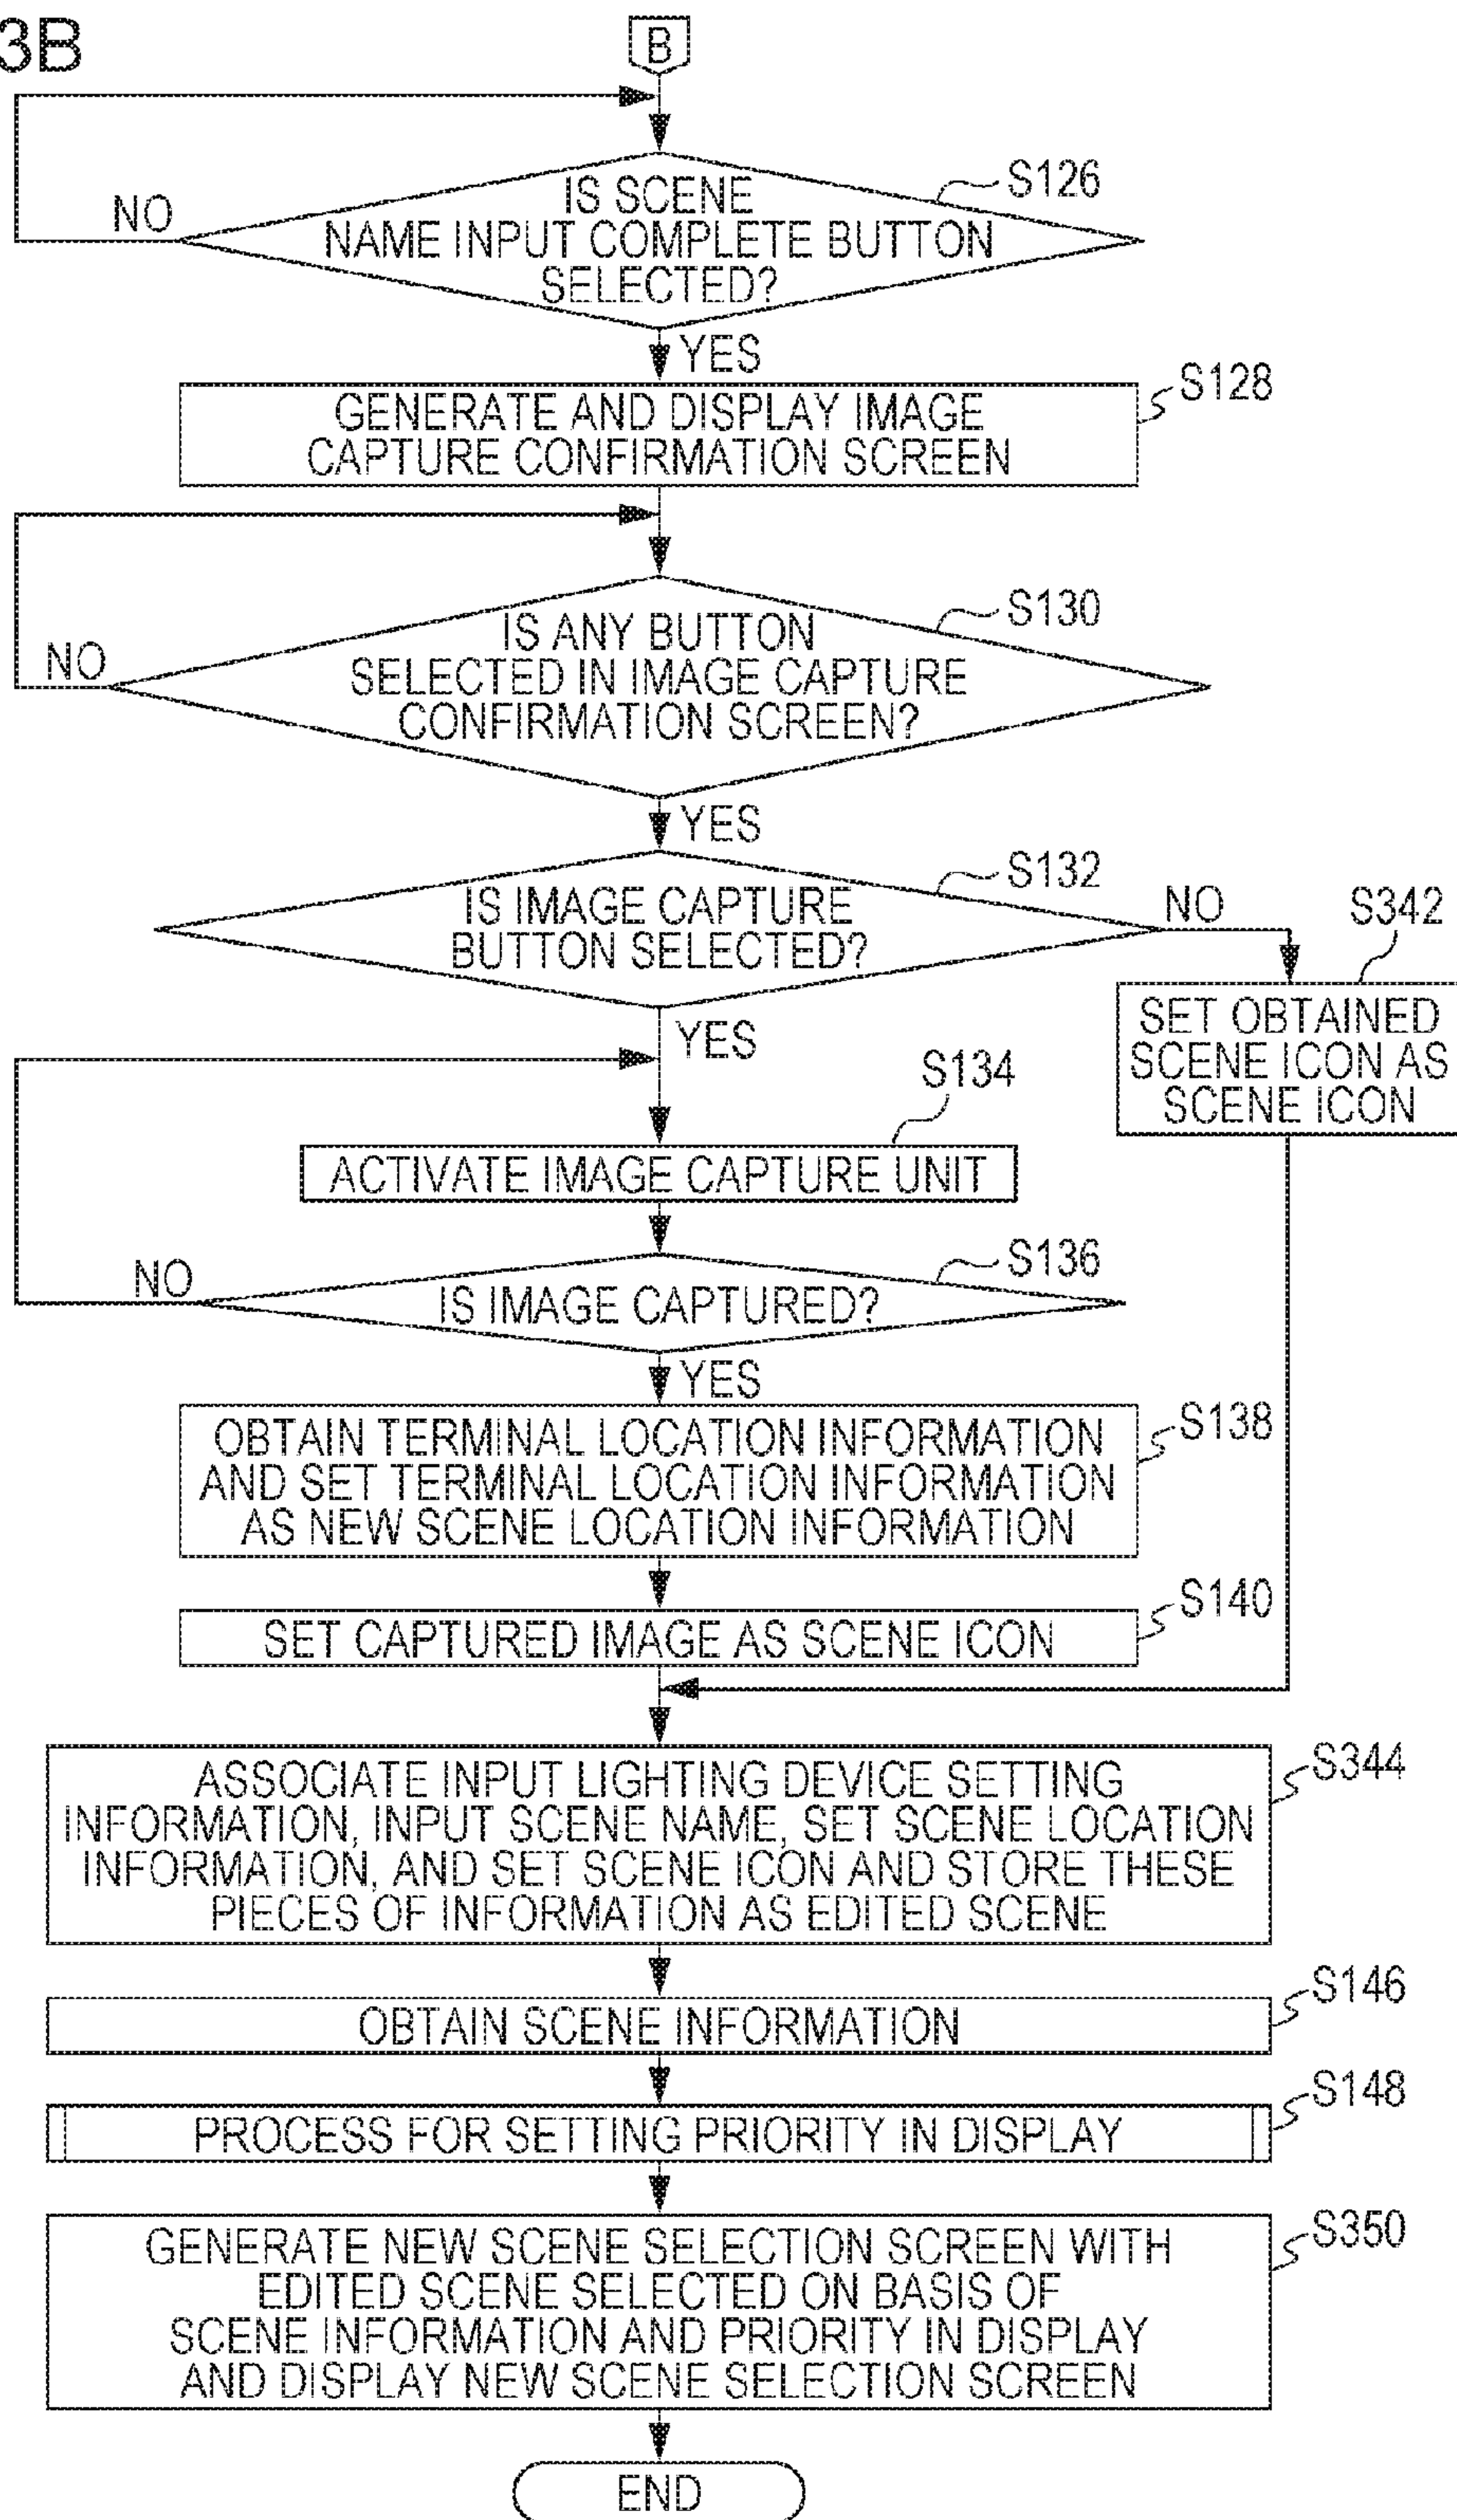 3B
B
IS SCENE
NAME INPUT COMPLETE BUTTON
SELECTED?
S126
NO
YES
GENERATE AND DISPLAY IMAGE
CAPTURE CONFIRMATION SCREEN
S128
IS ANY BUTTON
SELECTED IN IMAGE CAPTURE
CONFIRMATION SCREEN?
S130
NO
YES
IS IMAGE CAPTURE
BUTTON SELECTED?
S132
NO
S342
SET OBTAINED
SCENE ICON AS
SCENE ICON
YES
S134
ACTIVATE IMAGE CAPTURE UNIT
IS IMAGE CAPTURED?
S136
NO
YES
OBTAIN TERMINAL LOCATION INFORMATION
AND SET TERMINAL LOCATION INFORMATION
AS NEW SCENE LOCATION INFORMATION
S138
SET CAPTURED IMAGE AS SCENE ICON
S140
ASSOCIATE INPUT LIGHTING DEVICE SETTING
INFORMATION, INPUT SCENE NAME, SET SCENE LOCATION
INFORMATION, AND SET SCENE ICON AND STORE THESE
PIECES OF INFORMATION AS EDITED SCENE
S344
OBTAIN SCENE INFORMATION
S146
PROCESS FOR SETTING PRIORITY IN DISPLAY
S148
GENERATE NEW SCENE SELECTION SCREEN WITH
EDITED SCENE SELECTED ON BASIS OF
SCENE INFORMATION AND PRIORITY IN DISPLAY
AND DISPLAY NEW SCENE SELECTION SCREEN
S350
END